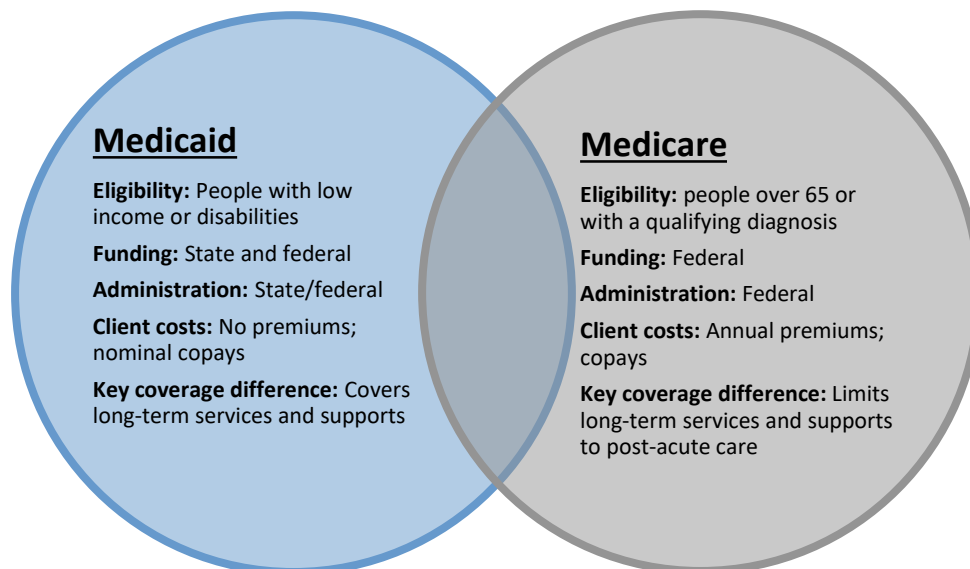 Medicaid
Eligibility: People with low
income or disabilities
Funding: State and federal
Administration: State/federal
Client costs: No premiums;
nominal copays
Key coverage difference: Covers
long-term services and supports
Medicare
Eligibility: people over 65 or
with a qualifying diagnosis
Funding: Federal
Administration: Federal
Client costs: Annual premiums;
copays
Key coverage difference: Limits
long-term services and supports
to post-acute care